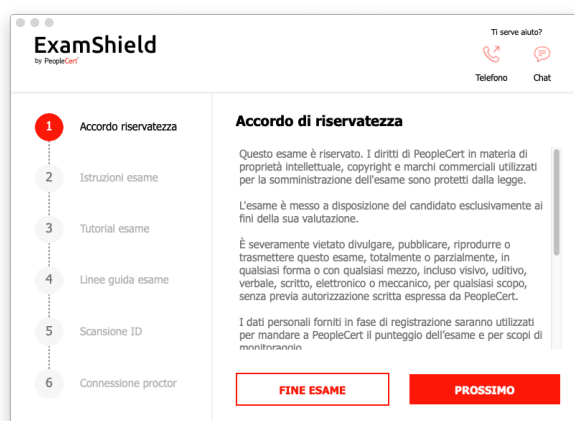 ExamShield
by PeopleCert
Ti serve aiuto?
Telefono
Chat
1 Accordo riservatezza
2 Istruzioni esame
3 Tutorial esame
4 Linee guida esame
5 Scansione ID
6 Connessione proctor
Accordo di riservatezza
Questo esame è riservato. I diritti di PeopleCert in materia di
proprietà intellettuale, copyright e marchi commerciali utilizzati
per la somministrazione dell'esame sono protetti dalla legge.
L'esame è messo a disposizione del candidato esclusivamente ai
fini della sua valutazione.
È severamente vietato divulgare, pubblicare, riprodurre o
trasmettere questo esame, totalmente o parzialmente, in
qualsiasi forma o con qualsiasi mezzo, incluso visivo, uditivo,
verbale, scritto, elettronico o meccanico, per qualsiasi scopo,
senza previa autorizzazione scritta espressa da PeopleCert.
I dati personali forniti in fase di registrazione saranno utilizzati
per mandare a PeopleCert il punteggio dell'esame e per scopi di
monitoraggio
FINE ESAME
PROSSIMO